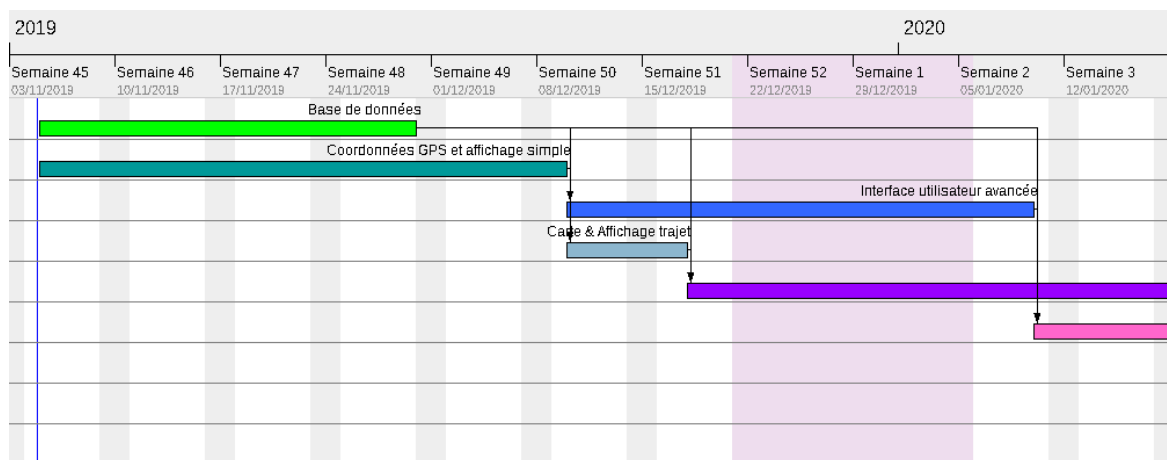 2019 2020
Semaine 45 Semaine 46 Semaine 47 Semaine 48 Semaine 49 Semaine 50 Semaine 51 Semaine 52 Semaine 1 Semaine 2 Semaine 3
03/11/2019 10/11/2019 17/11/2019 24/11/2019 01/12/2019 08/12/2019 15/12/2019 22/12/2019 29/12/2019 05/01/2020 12/01/2020
Base de données
Coordonnées GPS et affichage simple
Interface utilisateur avancée
Carte & Affichage trajet